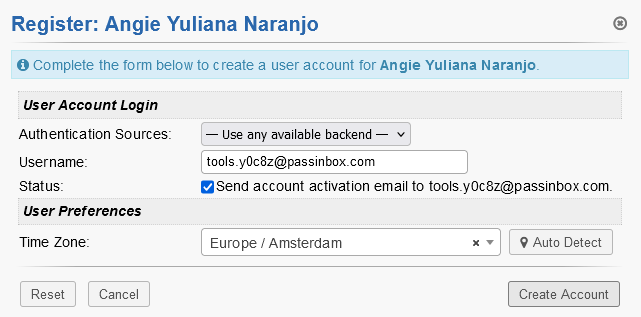 Register: Angie Yuliana Naranjo
Complete the form below to create a user account for Angie Yuliana Naranjo.
User Account Login
Authentication Sources: — Use any available backend —
Username: tools.y0c8z@passinbox.com
Status: Send account activation email to tools.y0c8z@passinbox.com.
User Preferences
Time Zone: Europe / Amsterdam × Auto Detect
Reset Cancel Create Account